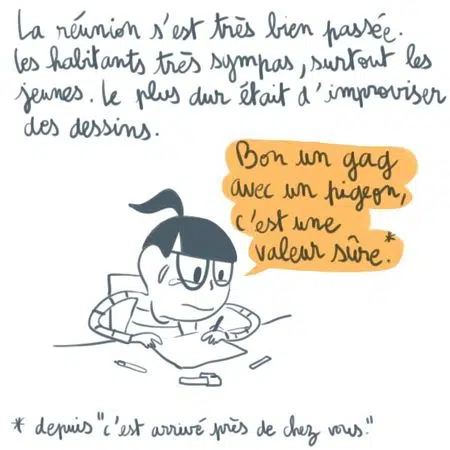 La réunion s'est très bien passée.
Les habitants très sympas, surtout les
jeunes. Le plus dur était d'improviser
des dessins.
Bon un gag
avec un pigeon,
c'est une
valeur sûre.*
* depuis "c'est arrivé près de chez vous."